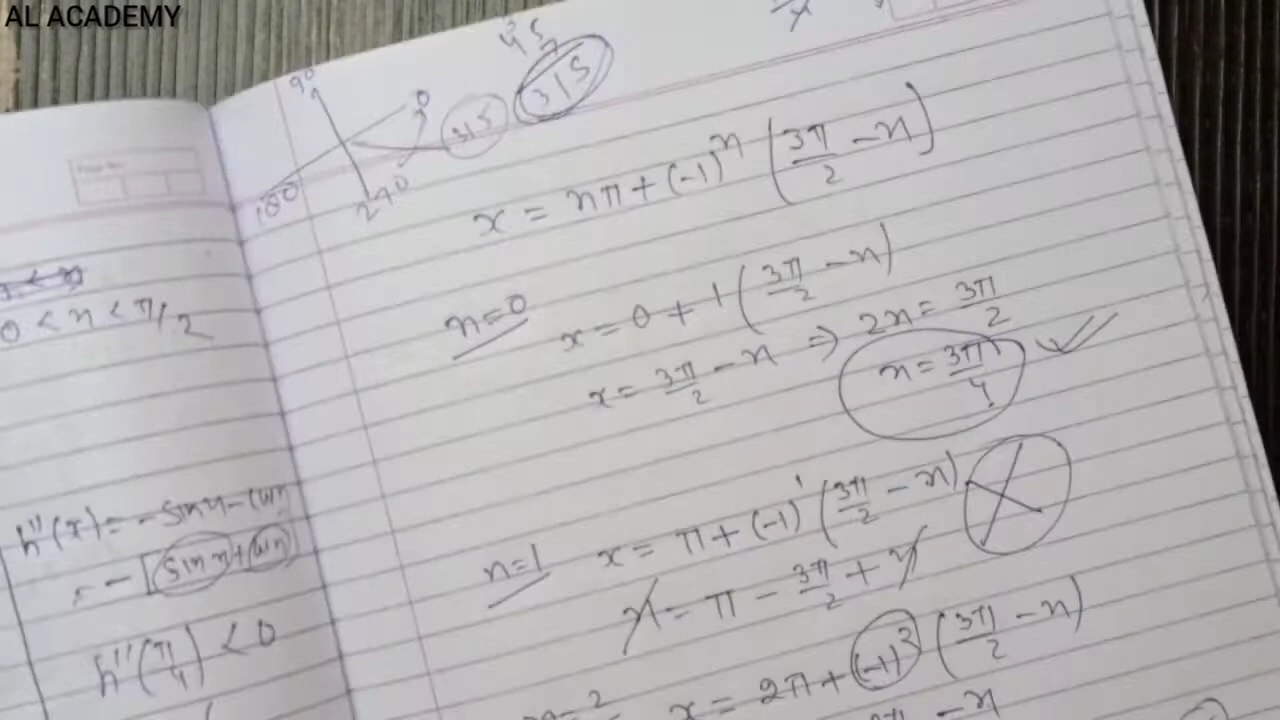 AL ACADEMY
90
0
45
315
315
180
270
x = nπ + (-1)^n (3π/2 - x)
0 < x < π/2
n=0
x = 0 + 1 (3π/2 - x)
x = 3π/2 - x ⇒ 2x = 3π/2
x = 3π/4
h''(x) = - sin x - cos x
= - [sin x + cos x]
h''(π/4) < 0
n=1 x = π + (-1)^1 (3π/2 - x)
x = π - 3π/2 + x
n=2 x = 2π + (-1)^2 (3π/2 - x)